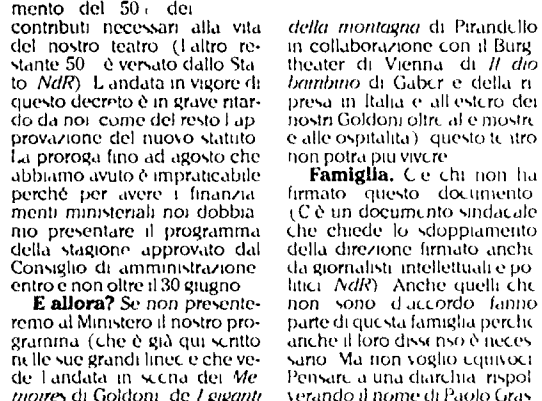 mento del 50 dei
contributi necessari alla vita
del nostro teatro (l altro re-
stante 50 è versato dallo Sta
to NdR) L andata in vigore di
questo decreto è in grave ritar-
do da noi come del resto l ap
provazione del nuovo statuto
La proroga fino ad agosto che
abbiamo avuto è impraticabile
perché per avere i finanzia
menti ministeriali noi dobbia
mo presentare il programma
della stagione approvato dal
Consiglio di amministrazione
entro e non oltre il 30 giugno
E allora? Se non presente-
remo al Ministero il nostro pro-
gramma (che è già qui scritto
nelle sue grandi linee e che ve-
de l andata in scena dei Me
moires di Goldoni de I giganti
della montagna di Pirandello
in collaborazione con il Burg
theater di Vienna di Il dio
bambino di Gaber e della ri
presa in Italia e all estero dei
nostri Goldoni oltre al e mostre
e alle ospitalità) questo teatro
non potrà più vivere
Famiglia. C e chi non ha
firmato questo documento
(C è un documento sindacale
che chiede lo sdoppiamento
della direzione firmato anche
da giornalisti intellettuali e po
litici NdR) Anche quelli che
non sono d accordo fanno
parte di questa famiglia perché
anche il loro dissenso è neces
sario Ma non voglio equivoci
Pensare a una diarchia rispol
verando il nome di Paolo Gras